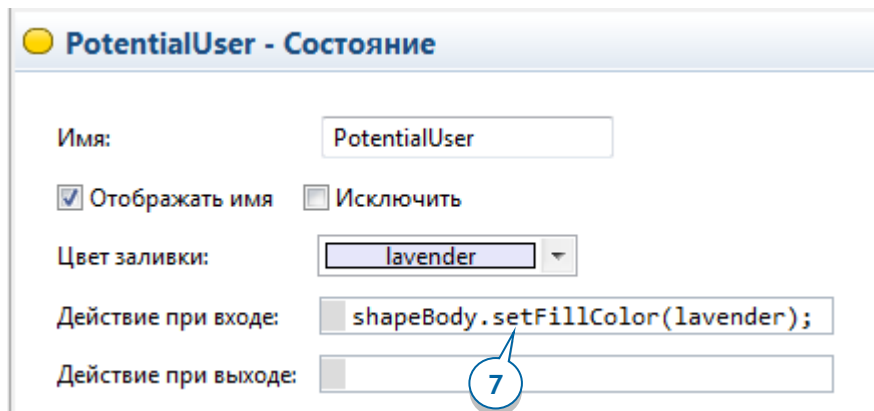 PotentialUser - Состояние
Имя: PotentialUser
Отображать имя Исключить
Цвет заливки: lavender
Действие при входе: shapeBody.setFillColor(lavender);
Действие при выходе:
7